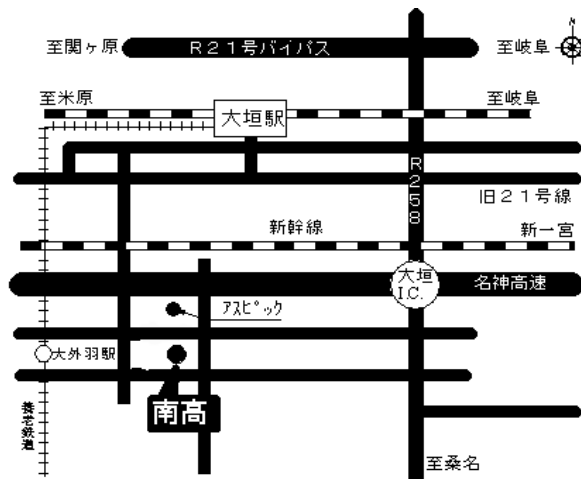 N
至関ヶ原
R21号バイパス
至岐阜
至米原
至岐阜
大垣駅
R258
旧21号線
新幹線
新一宮
大垣
I.C.
名神高速
アスピック
大外羽駅
南高
養老鉄道
至桑名